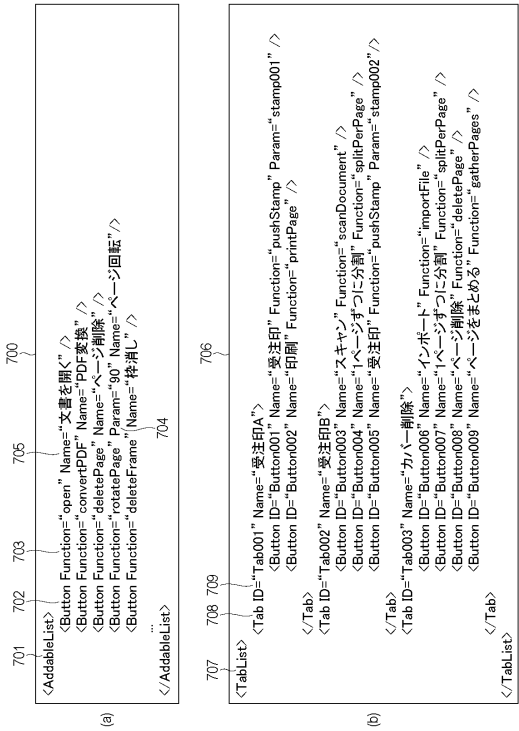 700
701
702
703
705
<AddableList>
<Button Function="open" Name="文書を開く" />
<Button Function="convertPDF" Name="PDF変換" />
<Button Function="deletePage" Name="ページ削除" />
<Button Function="rotatePage" Param="90" Name="ページ回転"/>
<Button Function="deleteFrame" Name="枠消し" />
704
...
</AddableList>
(a)
706
707
708
709
<TabList>
<Tab ID="Tab001" Name="受注印A">
<Button ID="Button001" Name="受注印" Function="pushStamp" Param="stamp001" />
<Button ID="Button002" Name="印刷" Function="printPage" />
</Tab>
<Tab ID="Tab002" Name="受注印B">
<Button ID="Button003" Name="スキャン" Function="scanDocument" />
<Button ID="Button004" Name="1ページずつに分割" Function="splitPerPage" />
<Button ID="Button005" Name="受注印" Function="pushStamp" Param="stamp002"/>
</Tab>
<Tab ID="Tab003" Name="カバー削除">
<Button ID="Button006" Name="インポート" Function="importFile" />
<Button ID="Button007" Name="1ページずつに分割" Function="splitPerPage" />
<Button ID="Button008" Name="ページ削除" Function="deletePage" />
<Button ID="Button009" Name="ページをまとめる" Function="gatherPages" />
</Tab>
</TabList>
(b)